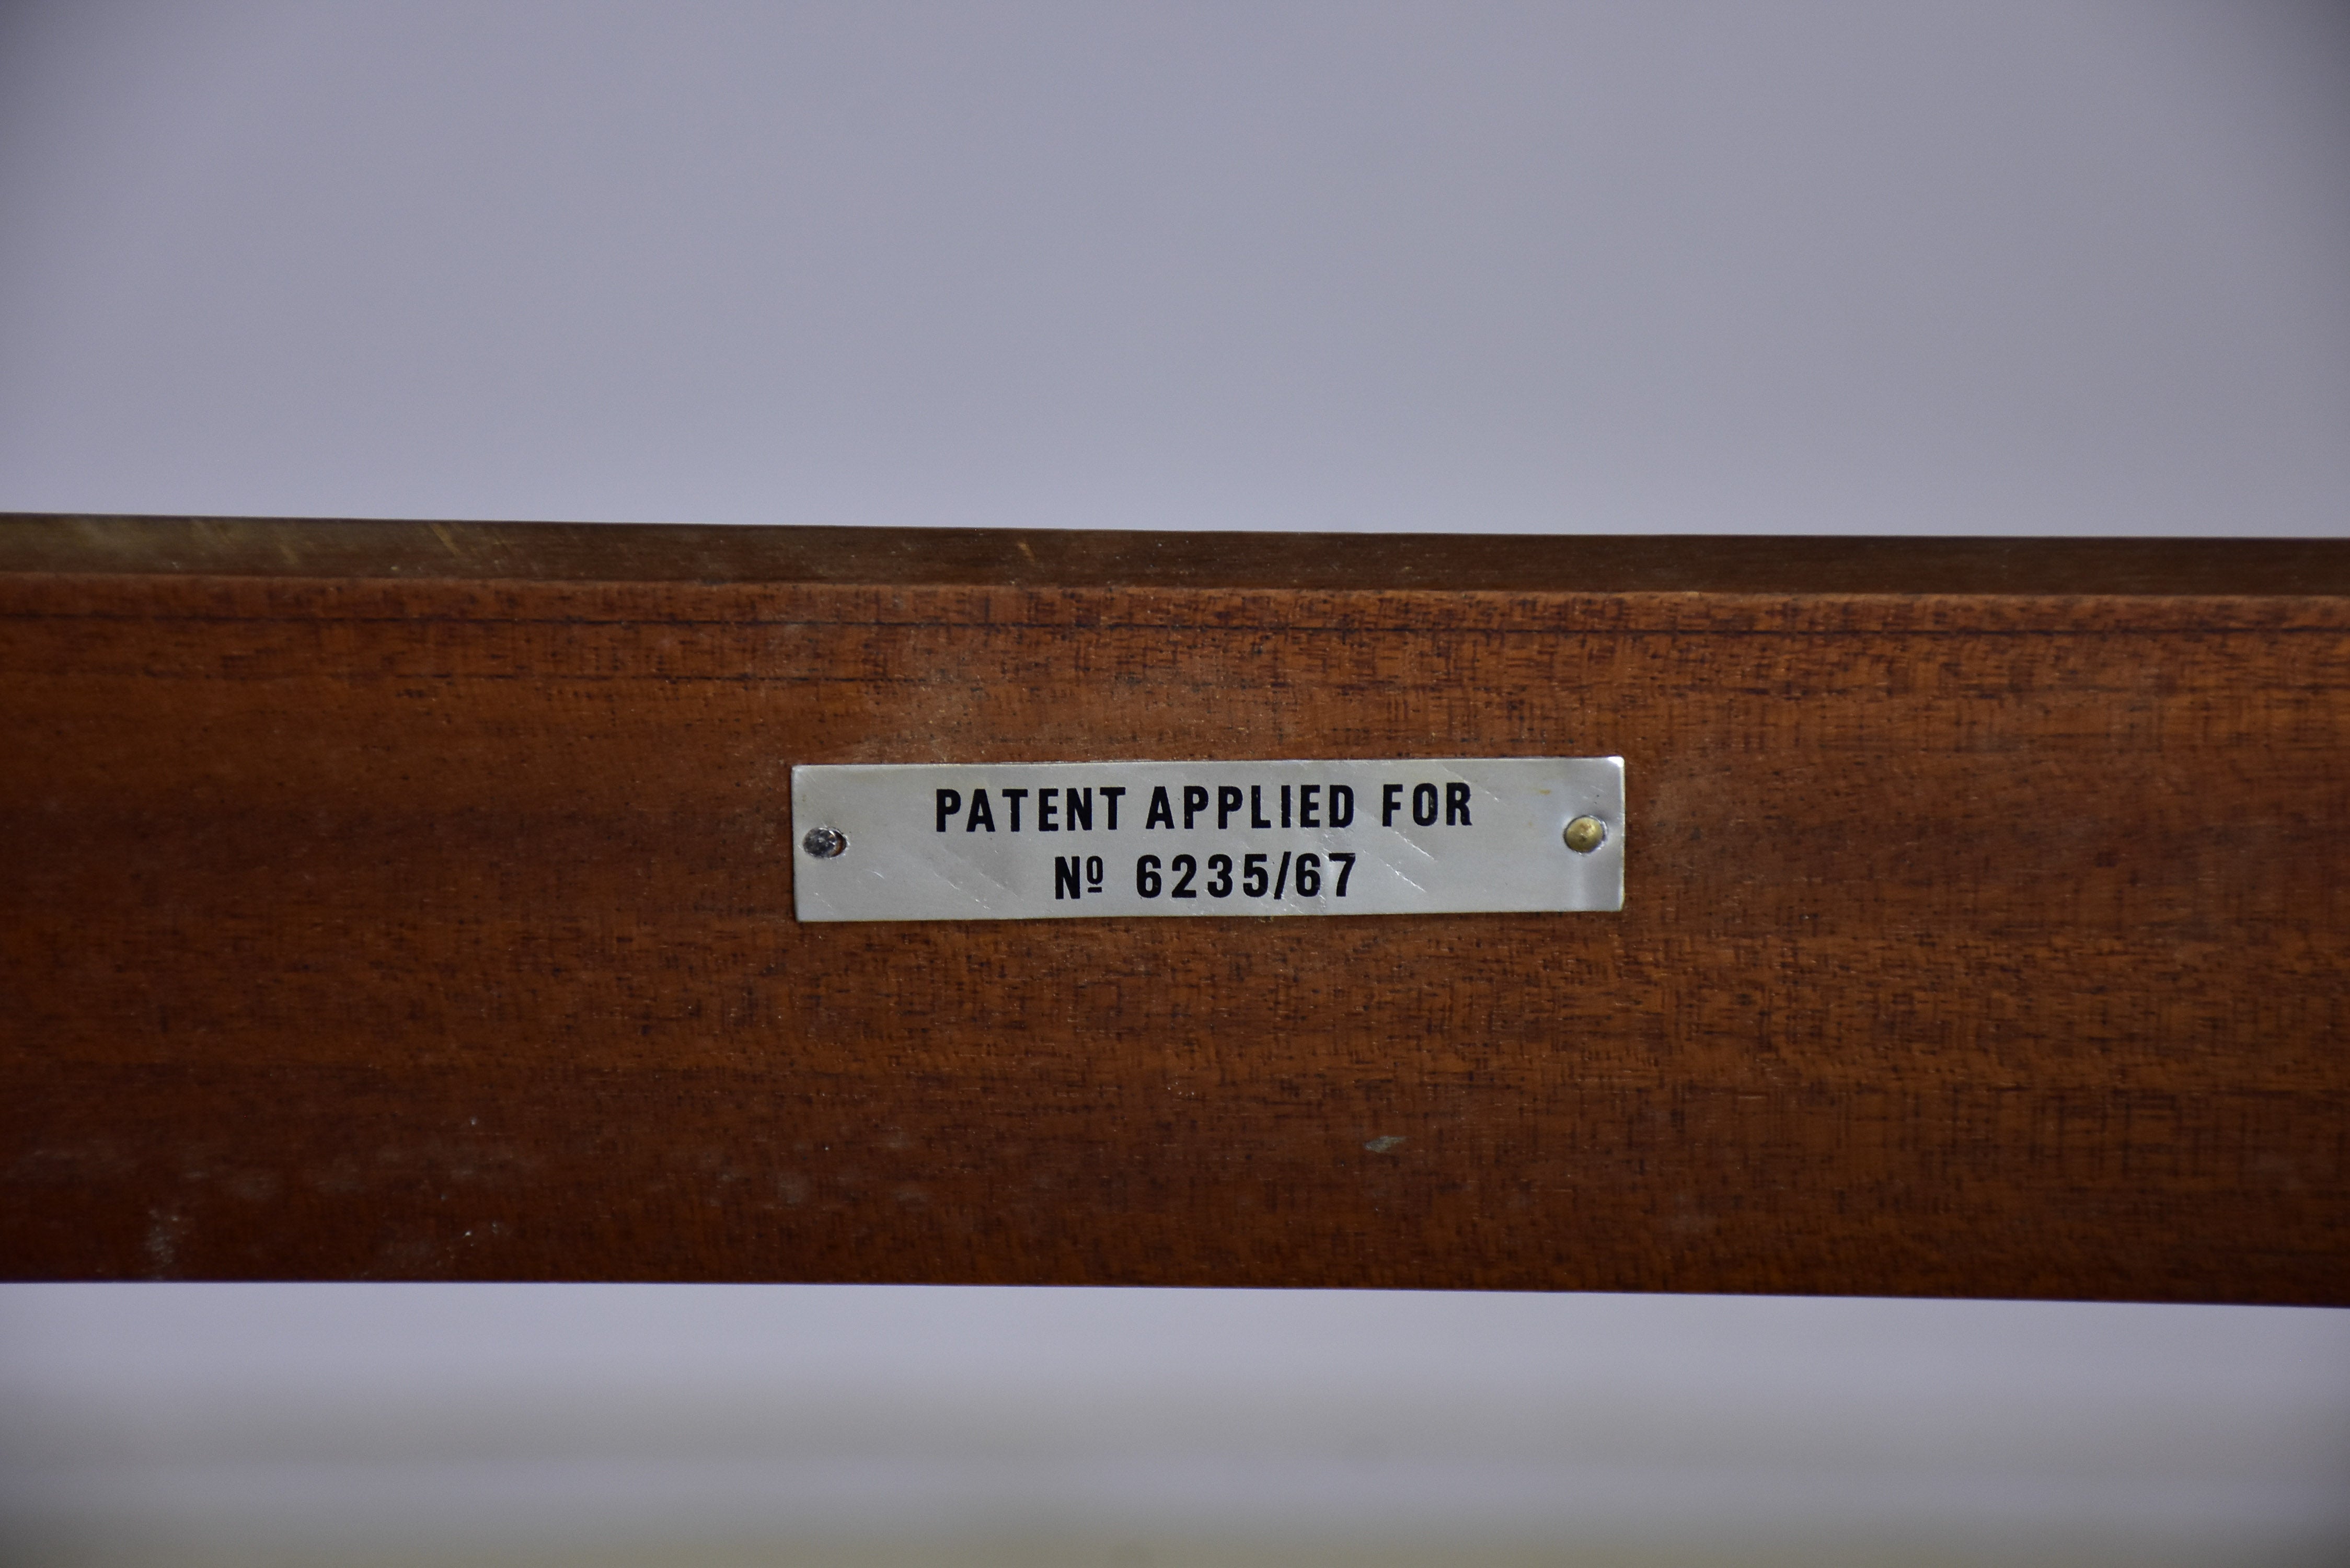 PATENT APPLIED FOR
Nº 6235/67